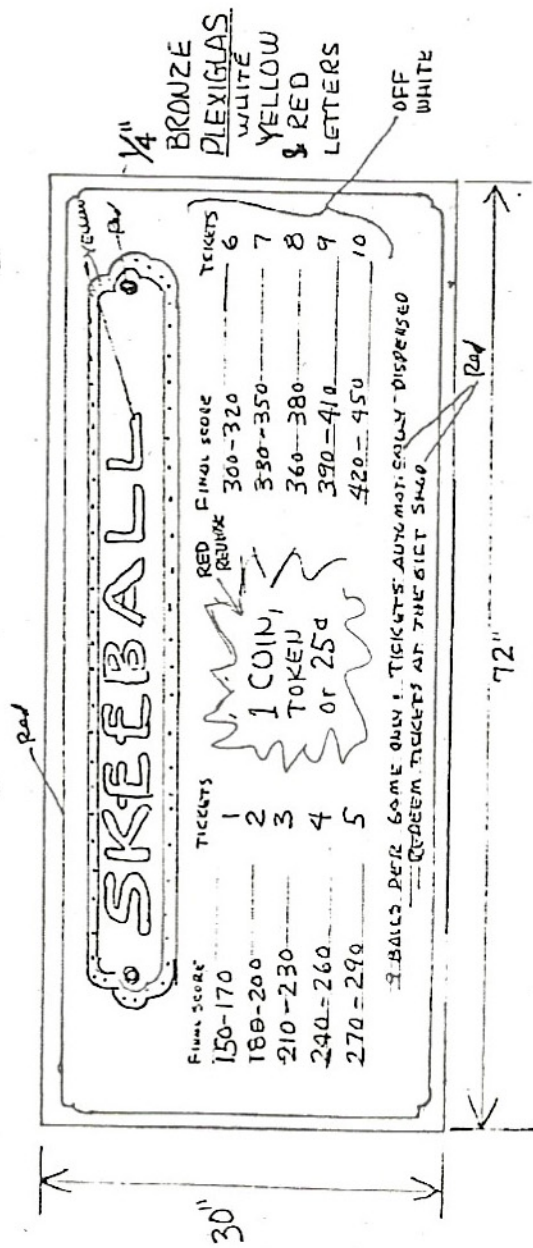 Red
YELLOW
Red
1/4"
BRONZE
PLEXIGLAS
WHITE
YELLOW
& RED
LETTERS
OFF
WHITE
SKEEBALL
FINAL SCORE TICKETS
150-170 1
180-200 2
210-230 3
240-260 4
270-290 5
RED
REVERSE
1 COIN,
TOKEN
or 25¢
FINAL SCORE TICKETS
300-320 6
330-350 7
360-380 8
390-410 9
420-450 10
9 BALLS PER GAME ONLY! TICKETS AUTOMATICALLY DISPENSED
REDEEM TICKETS AT THE GIFT SHOP
Red
30"
72"